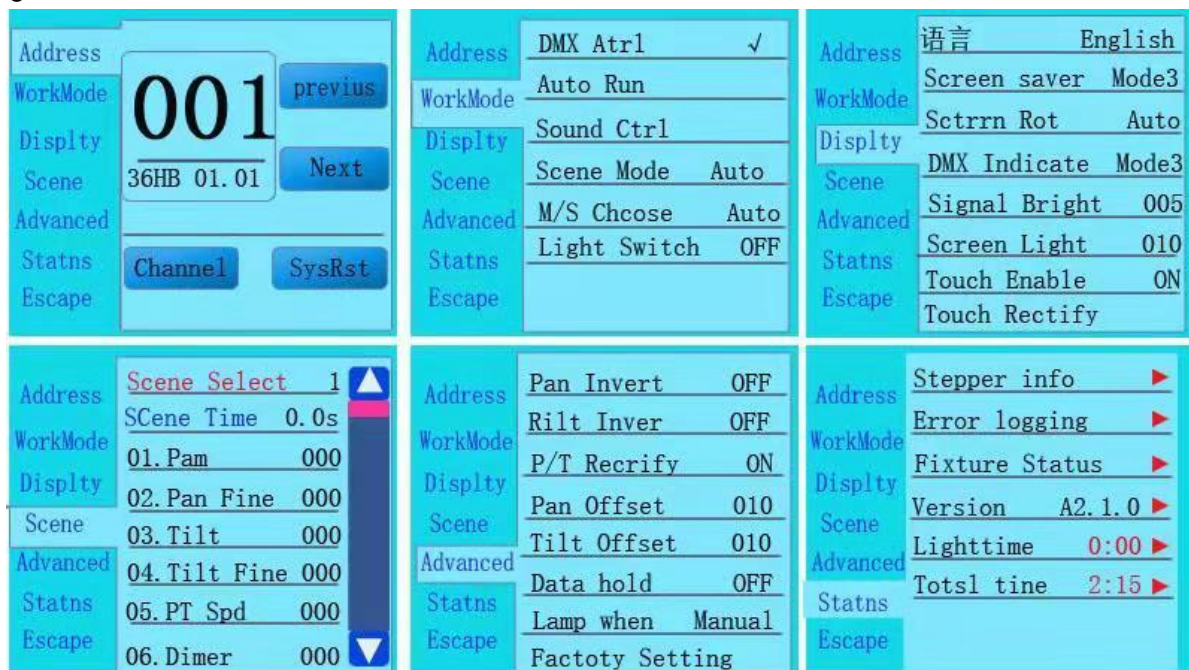 Address
WorkMode
Displty
Scene
Advanced
Statns
Escape
001
36HB 01.01
previus
Next
Channel
SysRst
Address
WorkMode
Displty
Scene
Advanced
Statns
Escape
DMX Atrl √
Auto Run
Sound Ctrl
Scene Mode Auto
M/S Chcose Auto
Light Switch OFF
Address
WorkMode
Displty
Scene
Advanced
Statns
Escape
语言 English
Screen saver Mode3
Sctrrn Rot Auto
DMX Indicate Mode3
Signal Bright 005
Screen Light 010
Touch Enable ON
Touch Rectify
Address
WorkMode
Displty
Scene
Advanced
Statns
Escape
Scene Select 1
SCene Time 0.0s
01.Pam 000
02.Pan Fine 000
03.Tilt 000
04.Tilt Fine 000
05.PT Spd 000
06.Dimer 000
Address
WorkMode
Displty
Scene
Advanced
Statns
Escape
Pan Invert OFF
Rilt Inver OFF
P/T Recrify ON
Pan Offset 010
Tilt Offset 010
Data hold OFF
Lamp when Manual
Factoty Setting
Address
WorkMode
Displty
Scene
Advanced
Statns
Escape
Stepper info
Error logging
Fixture Status
Version A2.1.0
Lighttime 0:00
Totsl tine 2:15